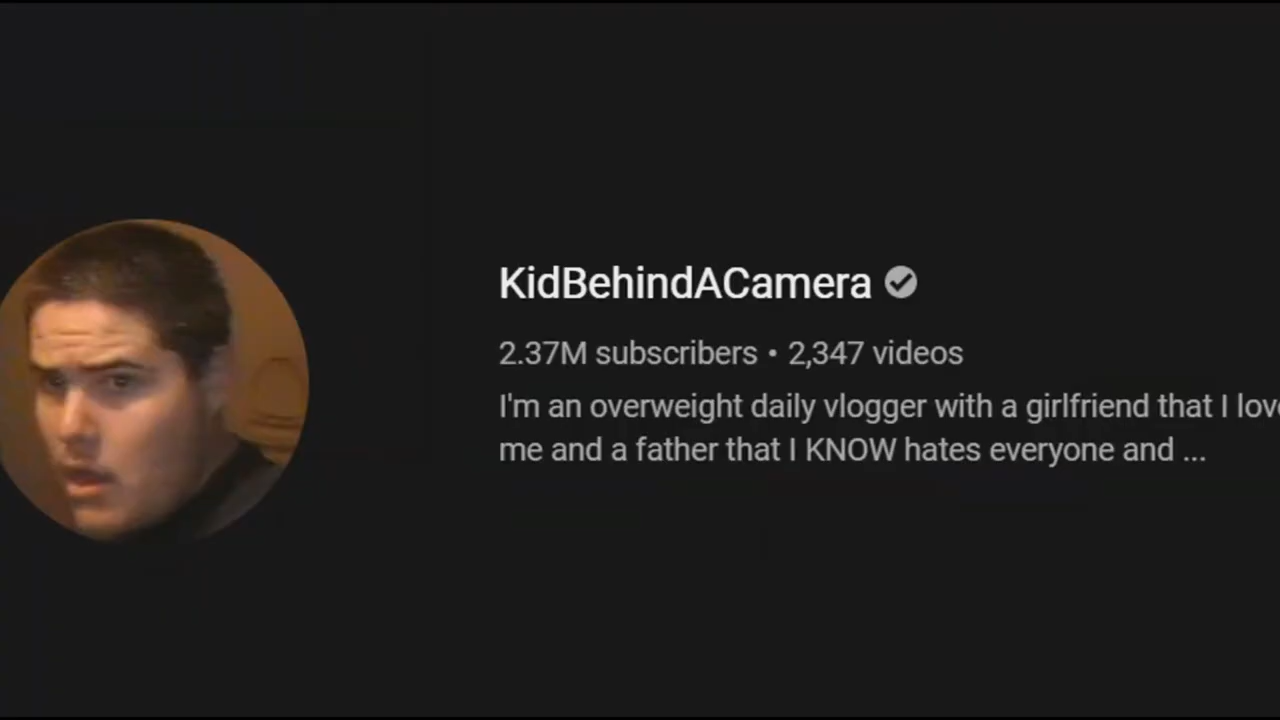 KidBehindACamera
2.37M subscribers • 2,347 videos
I'm an overweight daily vlogger with a girlfriend that I
me and a father that I KNOW hates everyone and ...